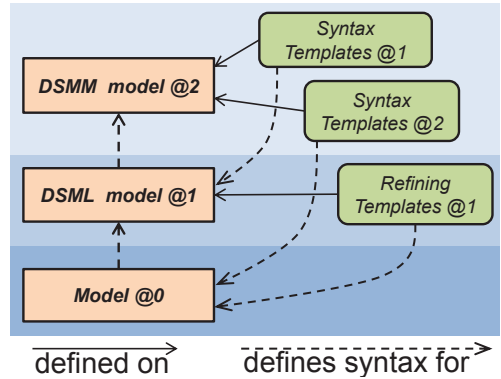 Syntax
Templates @1
DSMM model @2
Syntax
Templates @2
DSML model @1
Refining
Templates @1
Model @0
defined on
defines syntax for